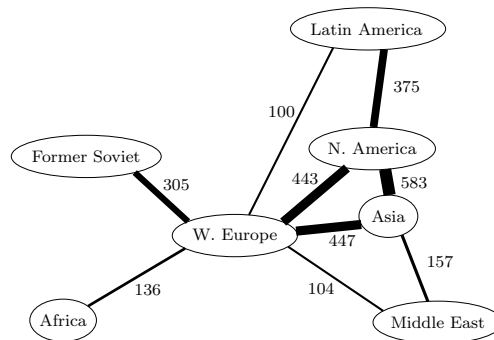 Latin America
100
375
Former Soviet
N. America
305
443
583
Asia
W. Europe
447
157
136
104
Africa
Middle East